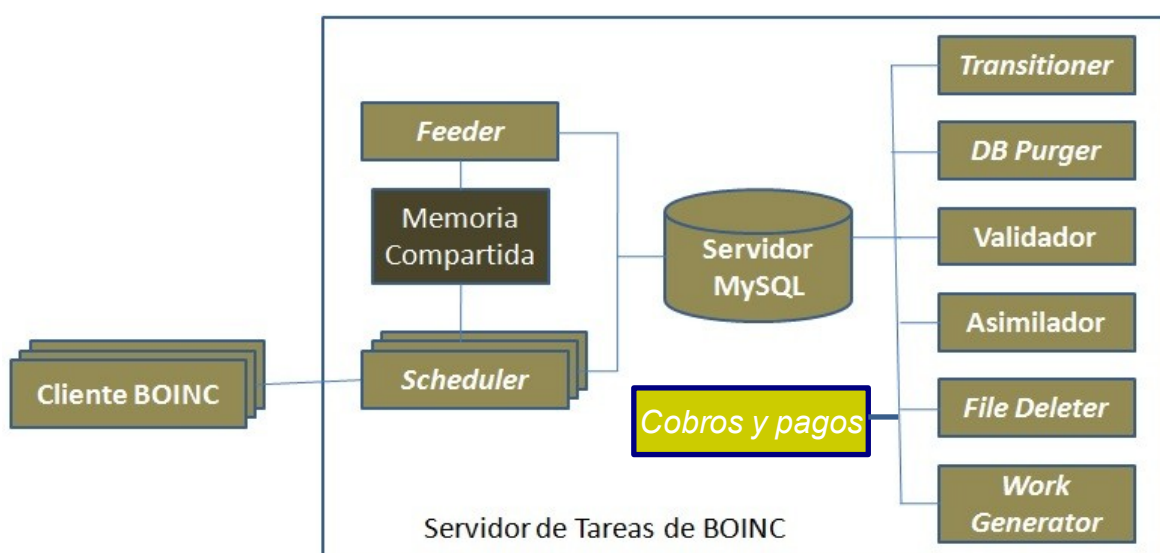 Transitioner
Feeder
DB Purger
Memoria
Compartida
Servidor
MySQL
Validador
Asimilador
Cliente BOINC
Scheduler
Cobros y pagos
File Deleter
Work
Generator
Servidor de Tareas de BOINC